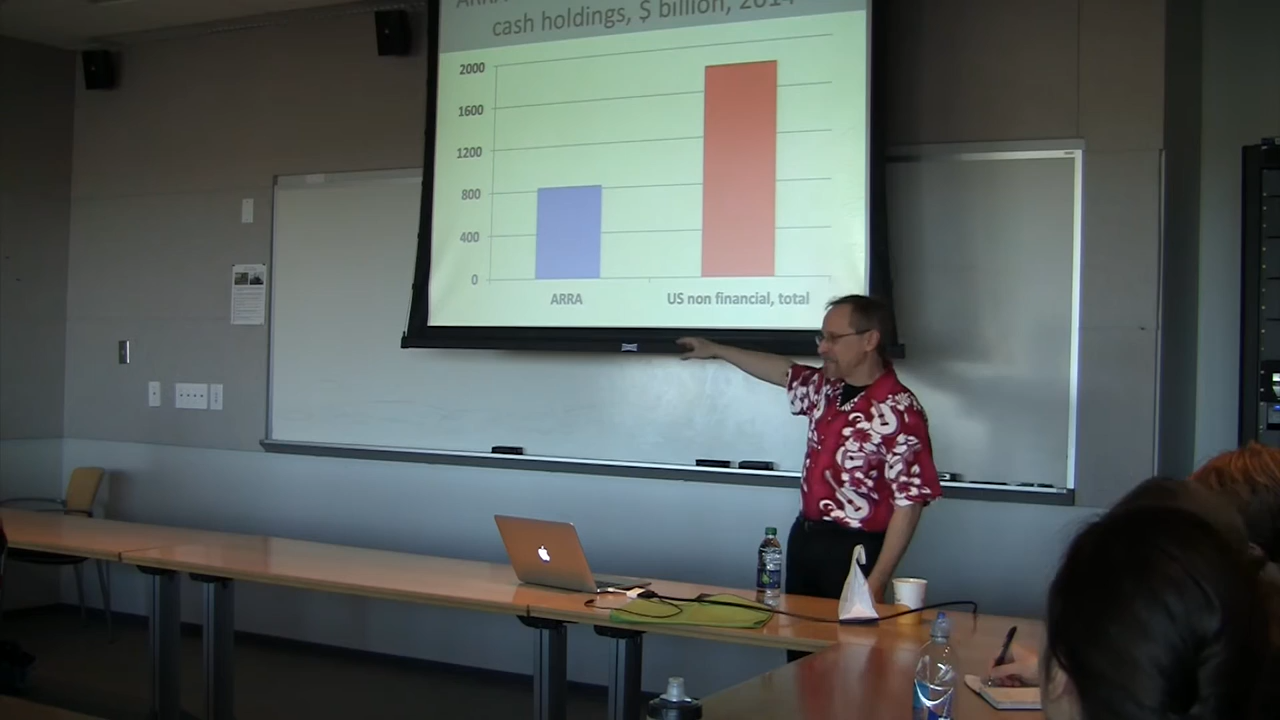 cash holdings, $ billion, 2014
2000
1600
1200
800
400
0
ARRA
US non financial, total